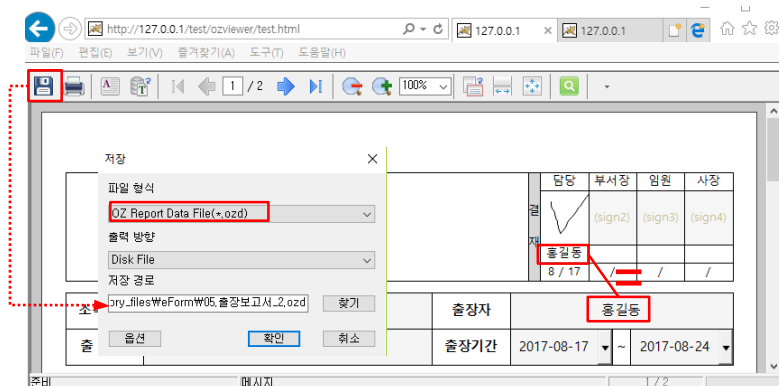 http://127.0.0.1/test/ozviewer/test.html
127.0.0.1
127.0.0.1
파일(F) 편집(E) 보기(V) 즐겨찾기(A) 도구(T) 도움말(H)
1 / 2
100%
저장
파일 형식
OZ Report Data File(*.ozd)
출력 방향
Disk File
저장 경로
ory_files₩eForm₩05.출장보고서_2.ozd 찾기
옵션 확인 취소
결재
담당 부서장 임원 사장
(sign2) (sign3) (sign4)
홍길동
8 / 17 / / /
출장자 홍길동
출 출장기간 2017-08-17 ~ 2017-08-24
준비 메시지 1 / 2